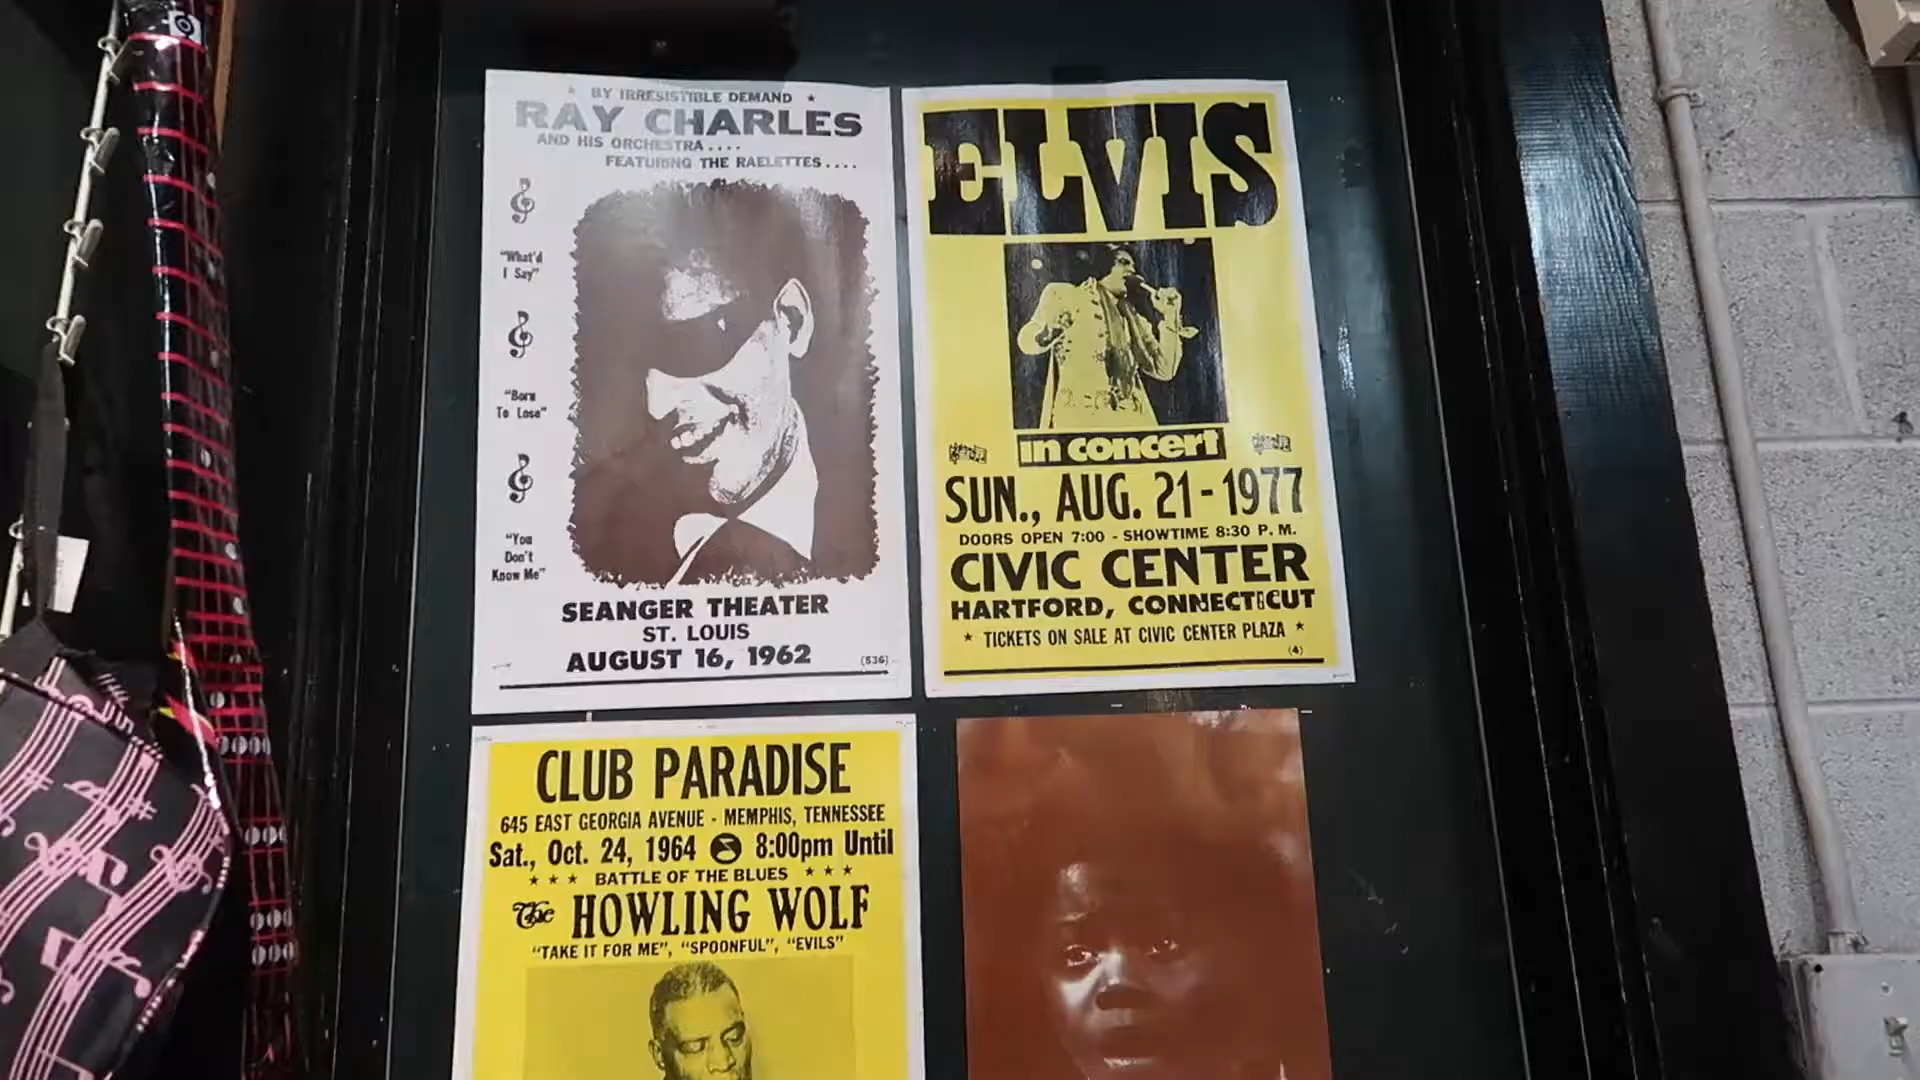 BY IRRESISTIBLE DEMAND
RAY CHARLES
AND HIS ORCHESTRA....
FEATURING THE RAELETTES....
"What'd
I Say"
"Born
To Lose"
"You
Don't
Know Me"
SEANGER THEATER
ST. LOUIS
AUGUST 16, 1962
(536)
ELVIS
in concert
SUN., AUG. 21-1977
DOORS OPEN 7:00 - SHOWTIME 8:30 P.M.
CIVIC CENTER
HARTFORD, CONNECTICUT
* TICKETS ON SALE AT CIVIC CENTER PLAZA *
(4)
CLUB PARADISE
645 EAST GEORGIA AVENUE - MEMPHIS, TENNESSEE
Sat., Oct. 24, 1964 8:00pm Until
*** BATTLE OF THE BLUES ***
The HOWLING WOLF
"TAKE IT FOR ME", "SPOONFUL", "EVILS"